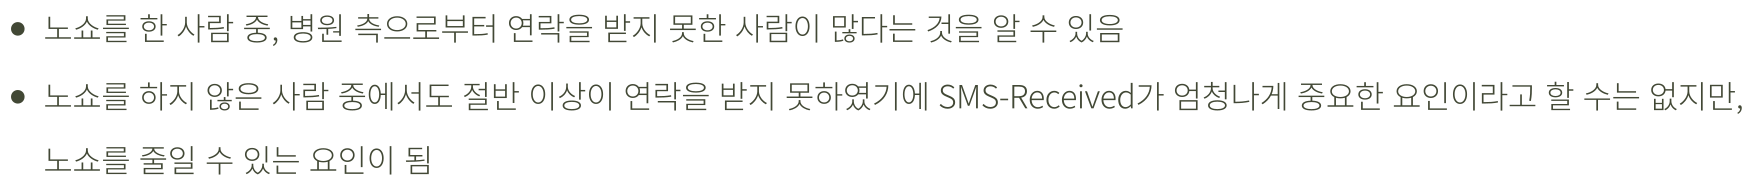 ● 노쇼를 한 사람 중, 병원 측으로부터 연락을 받지 못한 사람이 많다는 것을 알 수 있음
● 노쇼를 하지 않은 사람 중에서도 절반 이상이 연락을 받지 못하였기에 SMS-Received가 엄청나게 중요한 요인이라고 할 수는 없지만,
노쇼를 줄일 수 있는 요인이 됨